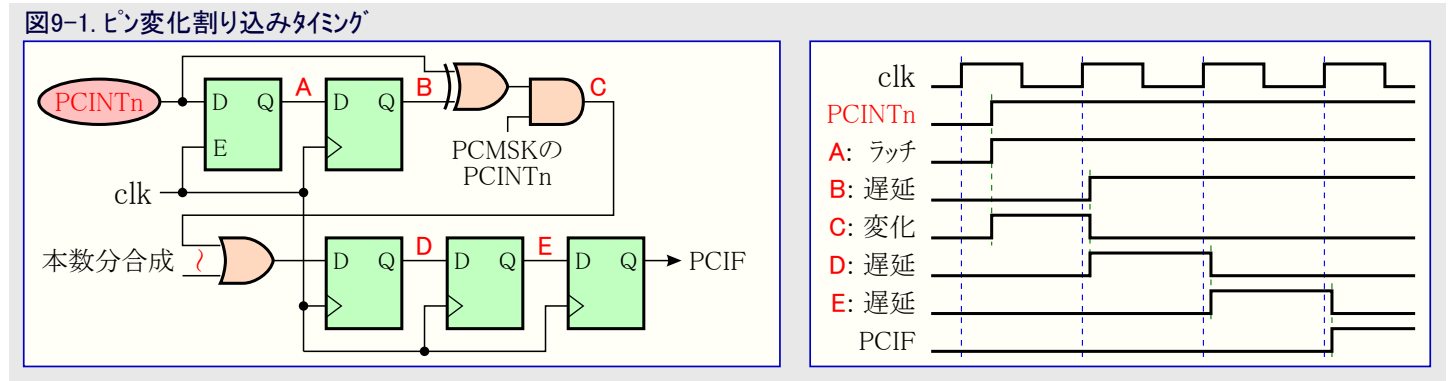 図9-1. ピン変化割り込みタイミング
PCINTn
D Q
E
A
D Q
B
C
PCMSKの
PCINTn
clk
本数分合成
~
D Q
D
D Q
E
D Q
PCIF
clk
PCINTn
A: ラッチ
B: 遅延
C: 変化
D: 遅延
E: 遅延
PCIF